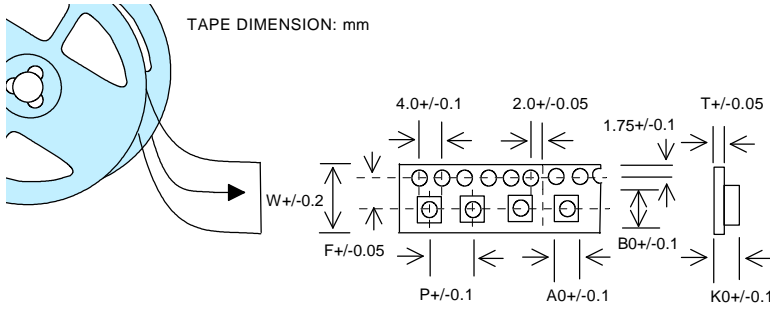 TAPE DIMENSION: mm
4.0+/-0.1
2.0+/-0.05
T+/-0.05
1.75+/-0.1
W+/-0.2
B0+/-0.1
F+/-0.05
P+/-0.1
A0+/-0.1
K0+/-0.1